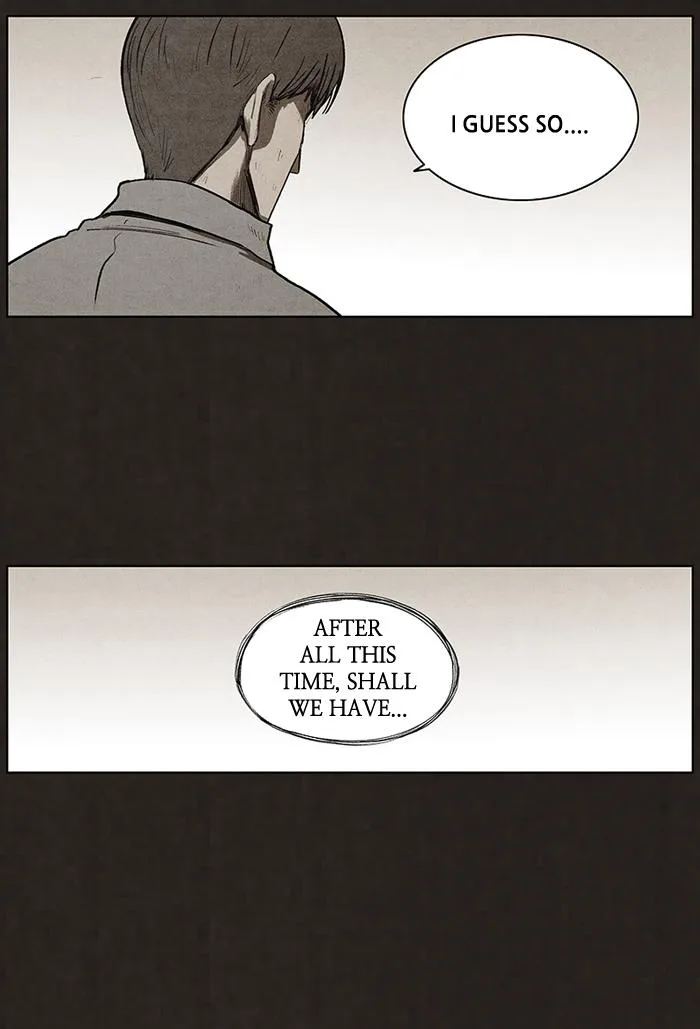 I GUESS SO....
AFTER
ALL THIS
TIME, SHALL
WE HAVE...